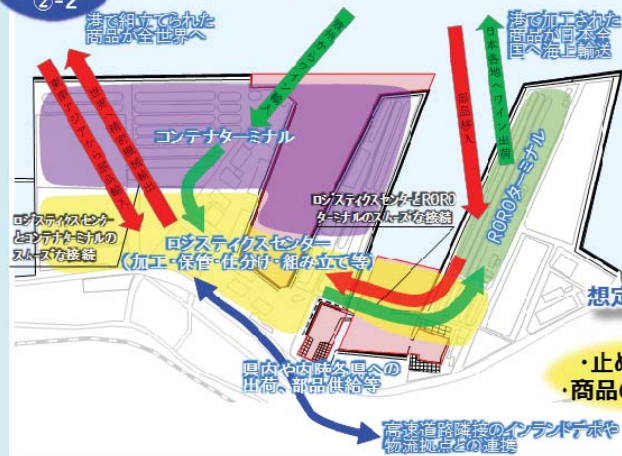 ②-2
港で組立てられた
商品が全世界へ
港で加工された
商品が日本全
国へ海上輸送
日本各地へワイン出荷
部品移入
コンテナターミナル
ロジスティクスセンター
とコンテナターミナルの
スムーズな接続
ロジスティクスセンターとRORO
ターミナルのスムーズな接続
ROROターミナル
ロジスティクスセンター
(加工・保管・仕分け・組み立て等)
想定
県内や内陸各県への
出荷、部品供給等
・止め
・商品の
高速道路隣接のインランドデポや
物流拠点との連携